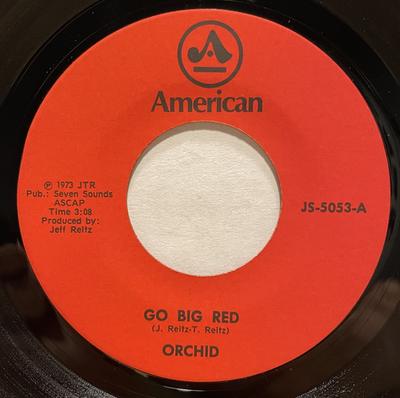 American
℗ 1973 JTR
Pub.: Seven Sounds
ASCAP
Time 3:08
Produced by:
Jeff Reitz
JS-5053-A
GO BIG RED
(J. Reitz-T. Reitz)
ORCHID